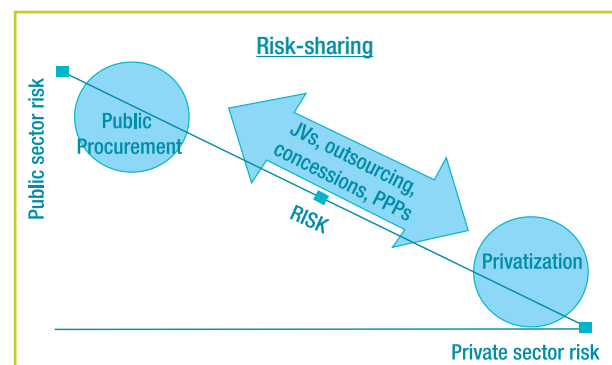 Risk-sharing
Public sector risk
Public
Procurement
JVs, outsourcing,
concessions, PPPs
RISK
Privatization
Private sector risk